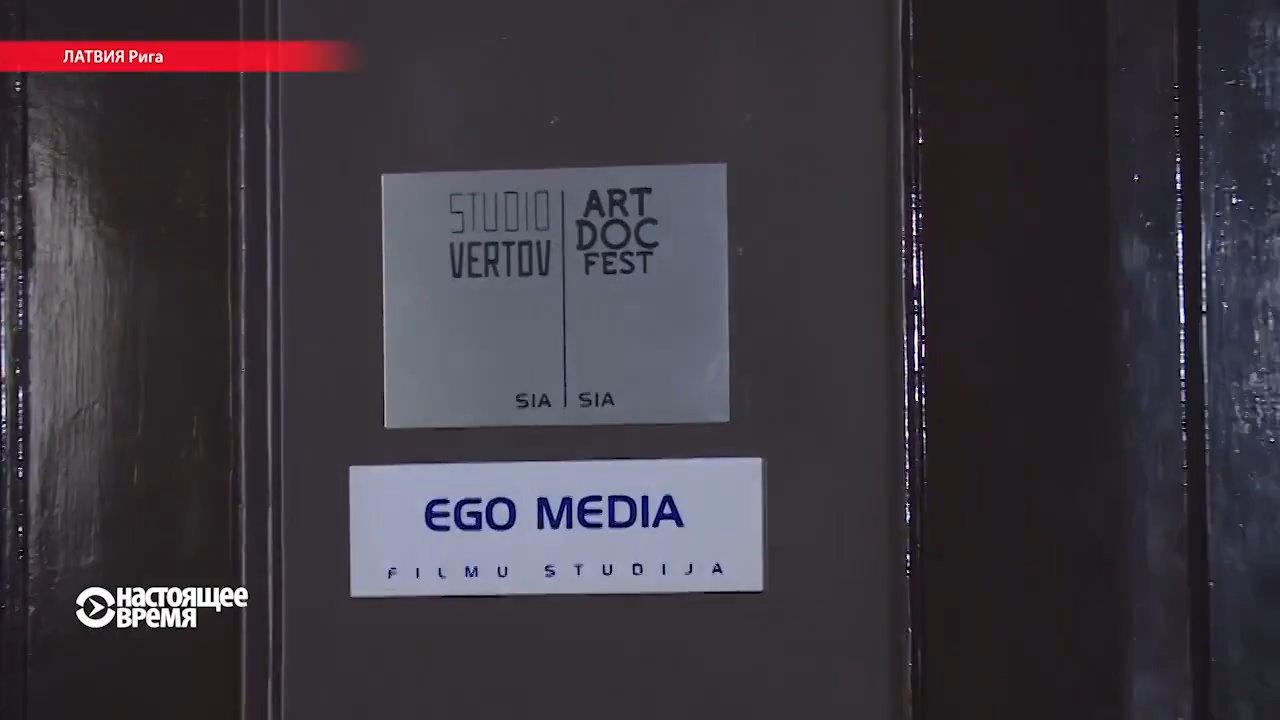 ЛАТВИЯ Рига
STUDIO
VERTOV
ART
DOC
FEST
SIA
SIA
EGO MEDIA
FILMU STUDIJA
НАСТОЯЩЕЕ
ВРЕМЯ